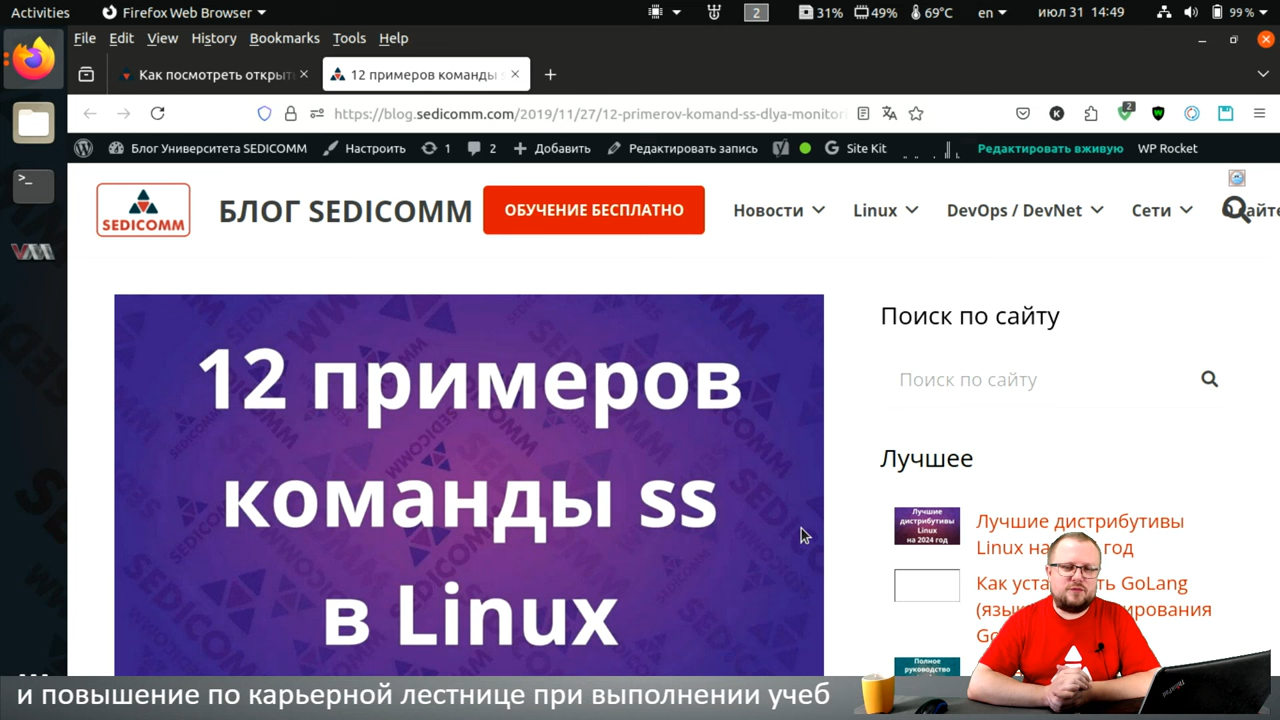 Activities
Firefox Web Browser
2
31%
49%
69°C
en
июл 31 14:49
99 %
File Edit View History Bookmarks Tools Help
Как посмотреть открыт
12 примеров команды
https://blog.sedicomm.com/2019/11/27/12-primerov-komand-ss-dlya-monitor
2
Блог Университета SEDICOMM
Настроить
1
2
Добавить
Редактировать запись
Site Kit
Редактировать вживую
WP Rocket
SEDICOMM
БЛОГ SEDICOMM
ОБУЧЕНИЕ БЕСПЛАТНО
Новости
Linux
DevOps / DevNet
Сети
12 примеров
команды ss
в Linux
Поиск по сайту
Поиск по сайту
Лучшее
Лучшие
дистрибутивы
Linux
на 2024 год
Лучшие дистрибутивы
Linux на год
Как GoLang
Полное
руководство
и повышение по карьерной лестнице при выполнении учеб